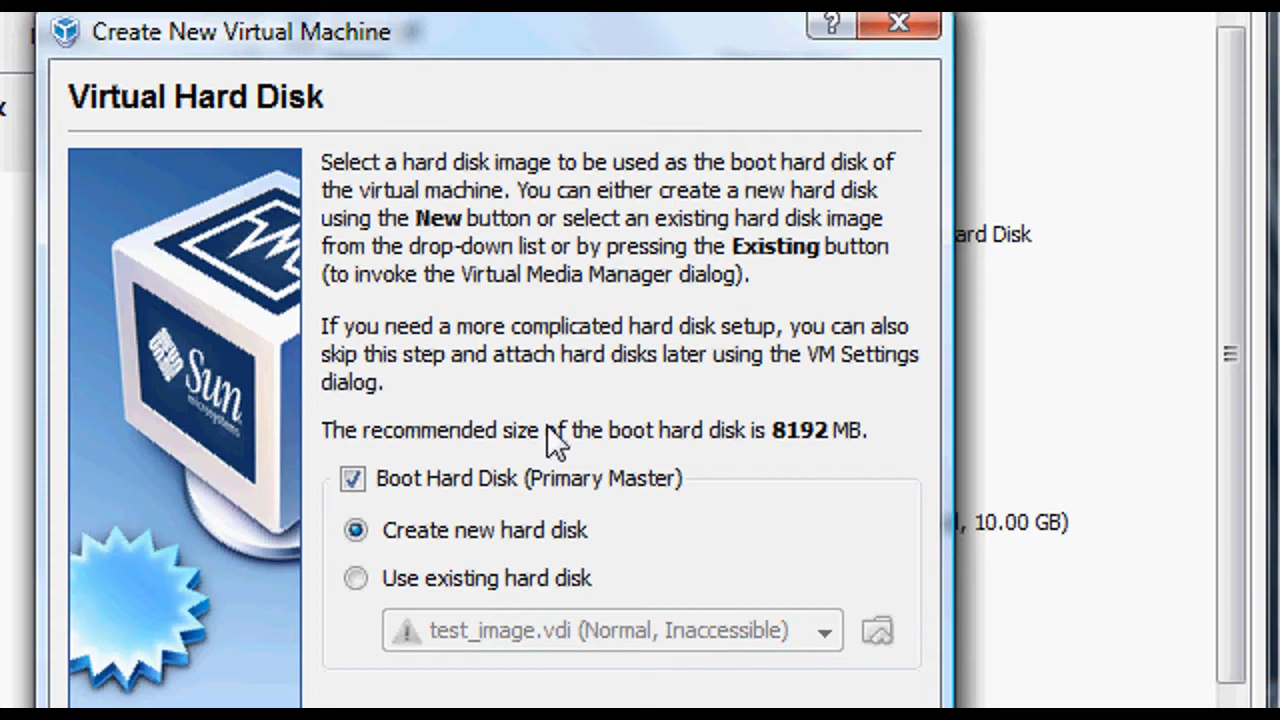 Create New Virtual Machine
Virtual Hard Disk
Select a hard disk image to be used as the boot hard disk of
the virtual machine. You can either create a new hard disk
using the New button or select an existing hard disk image
from the drop-down list or by pressing the Existing button
(to invoke the Virtual Media Manager dialog).
If you need a more complicated hard disk setup, you can also
skip this step and attach hard disks later using the VM Settings
dialog.
The recommended size of the boot hard disk is 8192 MB.
Boot Hard Disk (Primary Master)
Create new hard disk
Use existing hard disk
test_image.vdi (Normal, Inaccessible)
Sun
microsystems
ard Disk
, 10.00 GB)